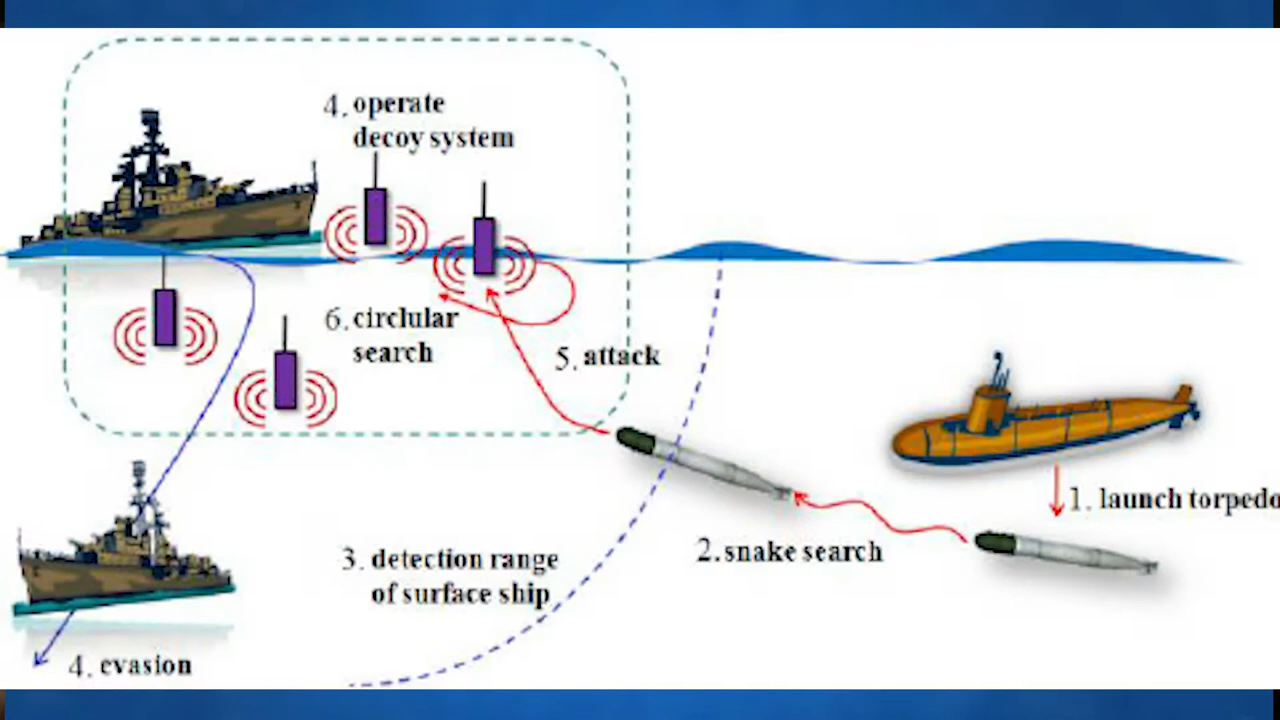 4. operate
decoy system
6. circlular
search
5. attack
1. launch torpedo
2. snake search
3. detection range
of surface ship
4. evasion